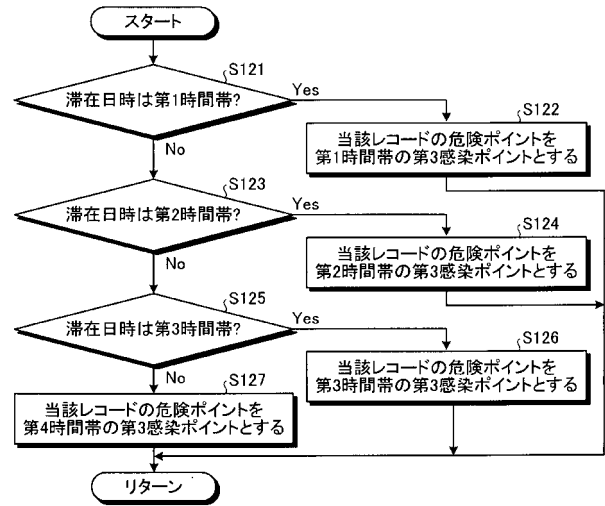 スタート
S121
滞在日時は第1時間帯?
Yes
S122
当該レコードの危険ポイントを
第1時間帯の第3感染ポイントとする
No
S123
滞在日時は第2時間帯?
Yes
S124
当該レコードの危険ポイントを
第2時間帯の第3感染ポイントとする
No
S125
滞在日時は第3時間帯?
Yes
S126
当該レコードの危険ポイントを
第3時間帯の第3感染ポイントとする
No
S127
当該レコードの危険ポイントを
第4時間帯の第3感染ポイントとする
リターン